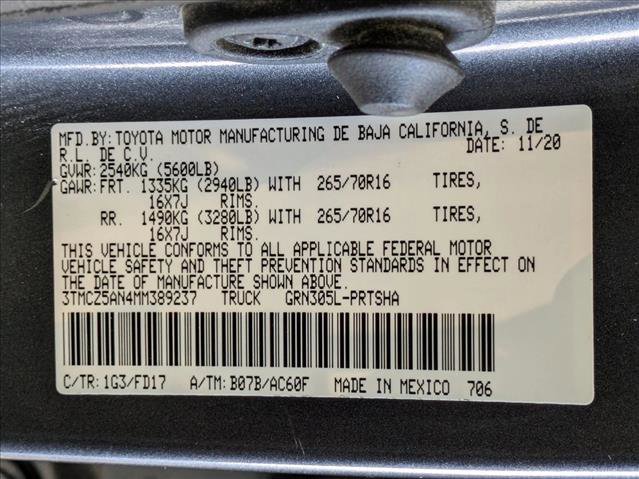 MFD.BY:TOYOTA MOTOR MANUFACTURING DE BAJA CALIFORNIA, S. DE
R.L. DE C.V. DATE: 11/20
GVWR:2540KG (5600LB)
GAWR:FRT. 1335KG (2940LB) WITH 265/70R16 TIRES,
16X7J RIMS.
RR. 1490KG (3280LB) WITH 265/70R16 TIRES,
16X7J RIMS.
THIS VEHICLE CONFORMS TO ALL APPLICABLE FEDERAL MOTOR
VEHICLE SAFETY AND THEFT PREVENTION STANDARDS IN EFFECT ON
THE DATE OF MANUFACTURE SHOWN ABOVE.
3TMCZ5AN4MM389237 TRUCK GRN305L-PRTSHA
C/TR:1G3/FD17 A/TM:B07B/AC60F MADE IN MEXICO 706